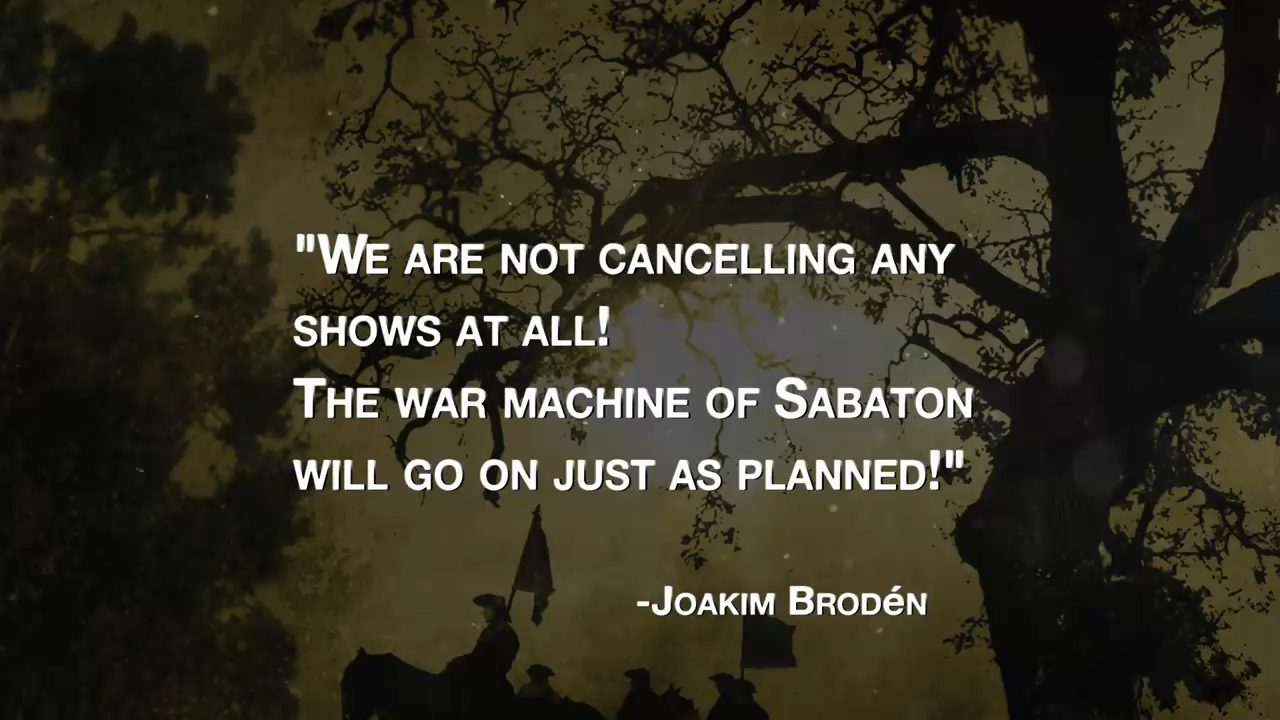 "We are not cancelling any
shows at all!
The war machine of Sabaton
will go on just as planned!"
-Joakim Brodén